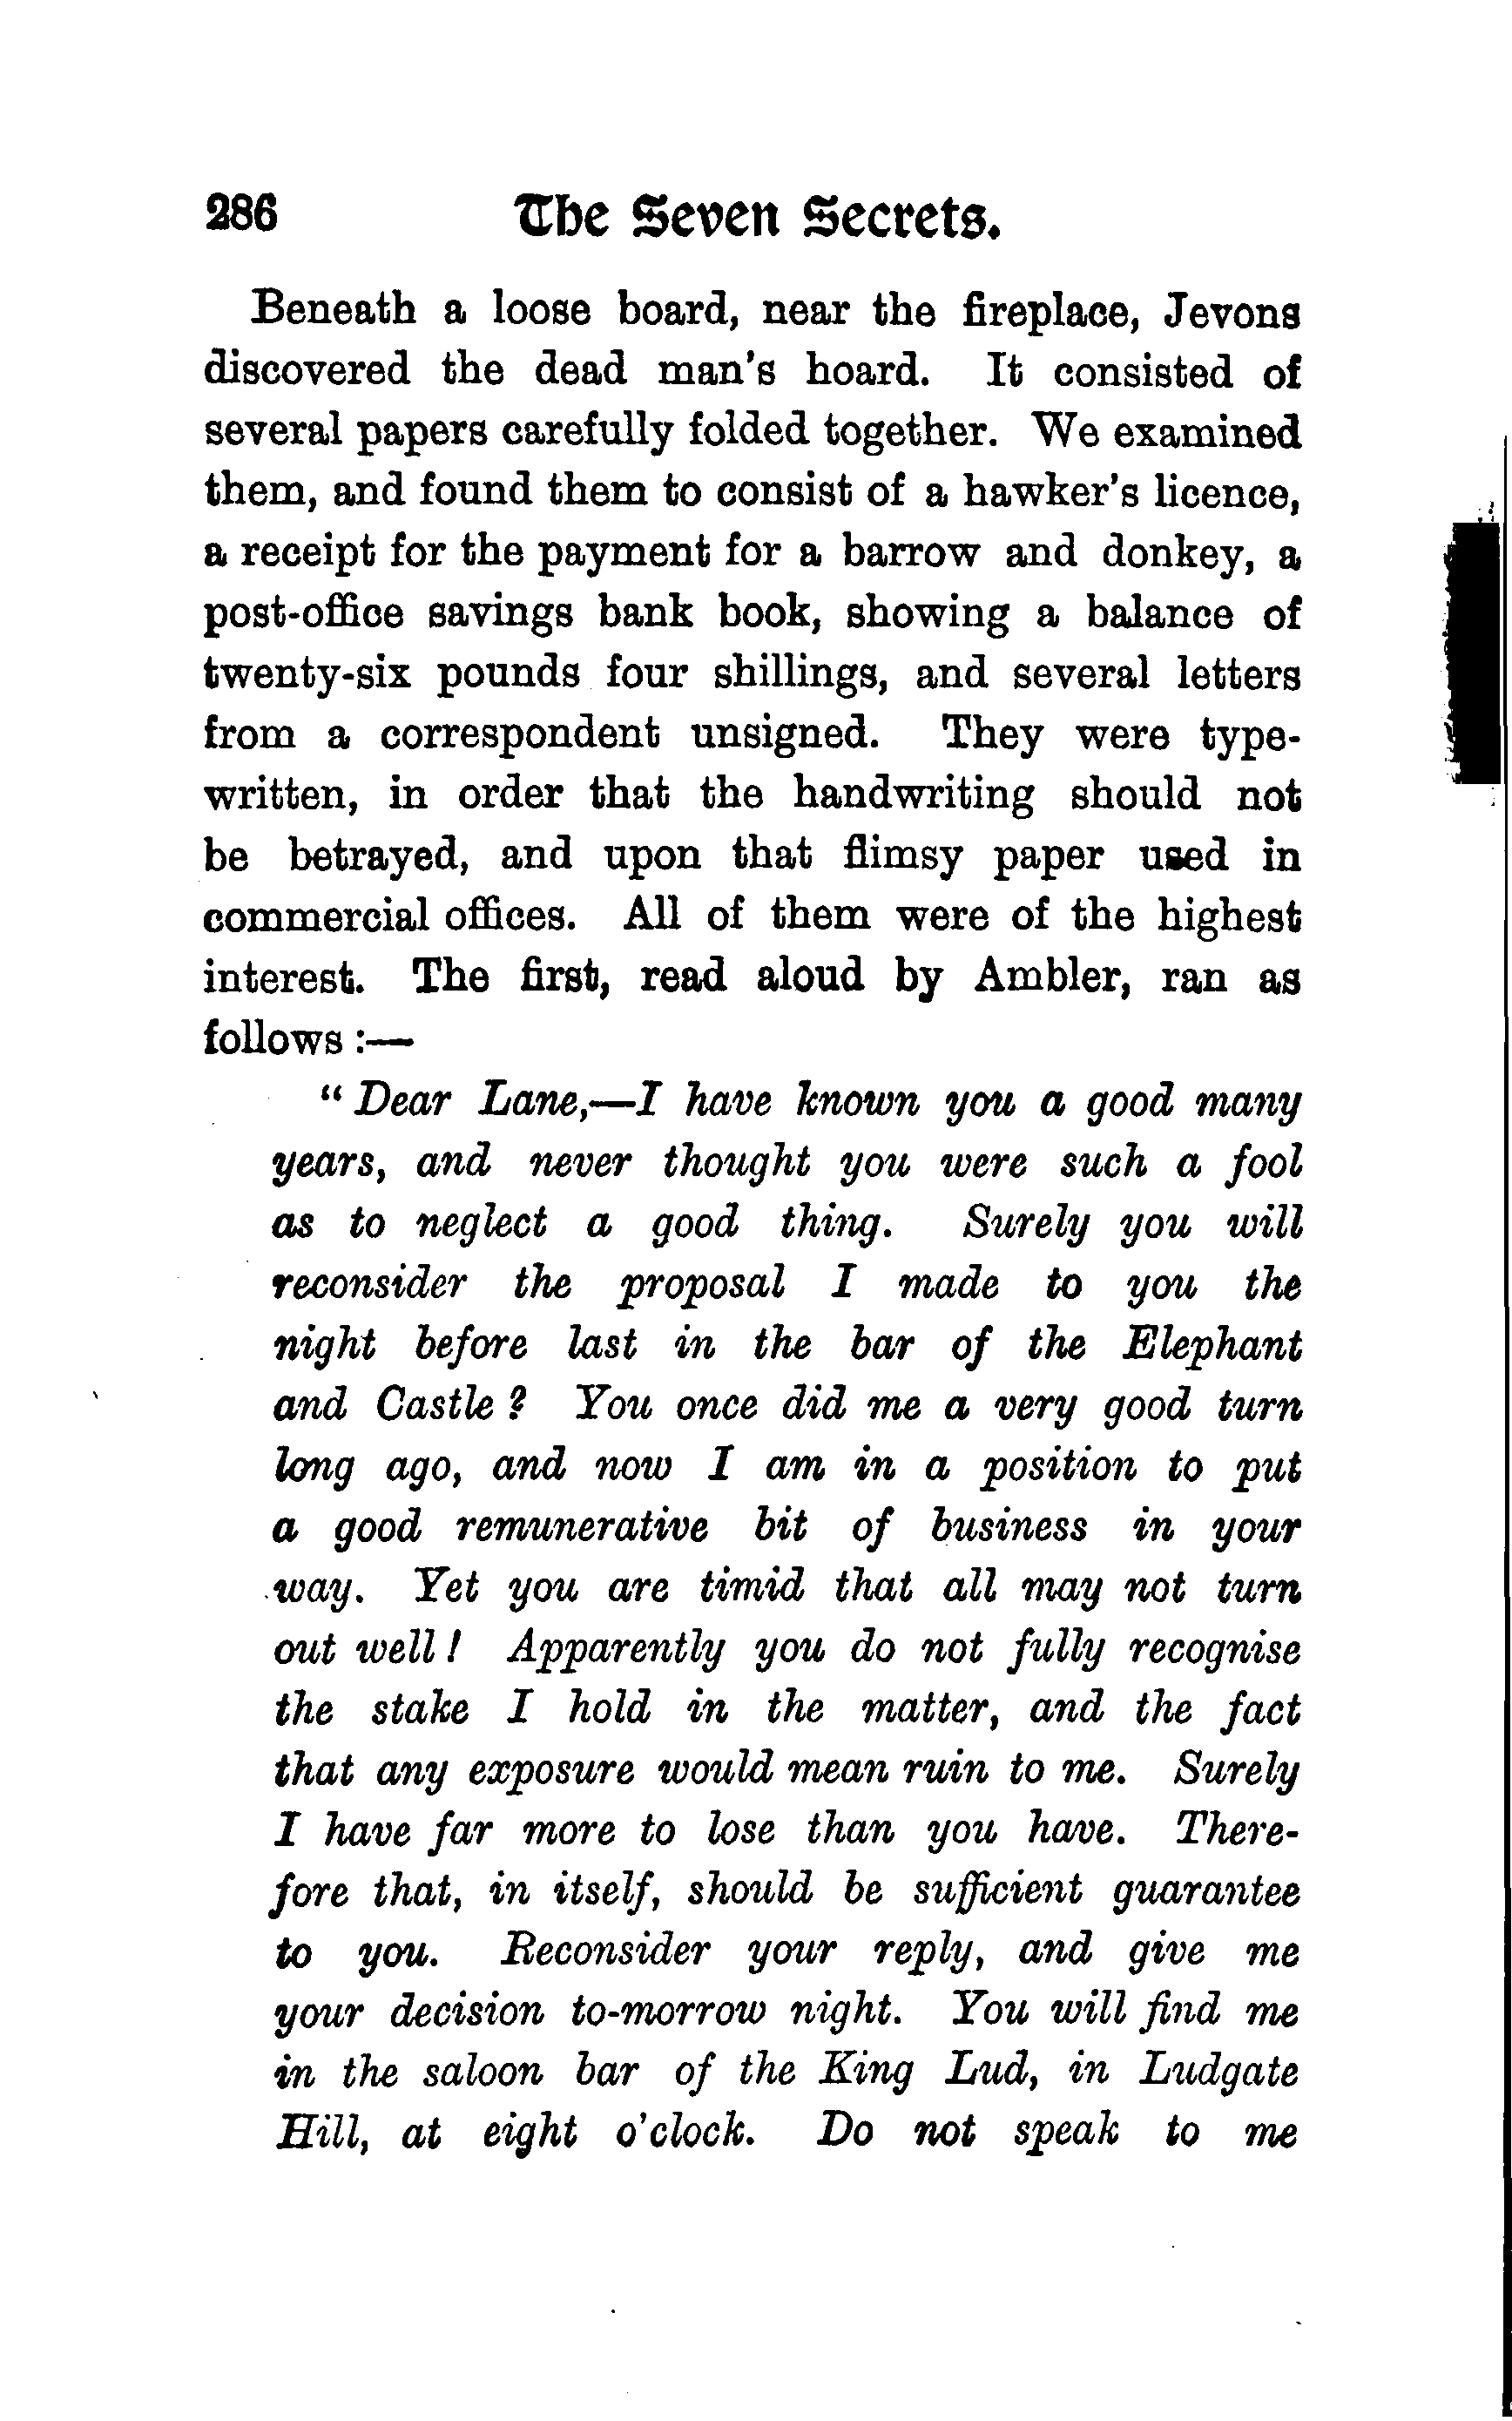 286 The Seven Secrets.
Beneath a loose board, near the fireplace, Jevons
discovered the dead man's hoard. It consisted of
several papers carefully folded together. We examined
them, and found them to consist of a hawker's licence,
a receipt for the payment for a barrow and donkey, a
post-office savings bank book, showing a balance of
twenty-six pounds four shillings, and several letters
from a correspondent unsigned. They were type-
written, in order that the handwriting should not
be betrayed, and upon that flimsy paper used in
commercial offices. All of them were of the highest
interest. The first, read aloud by Ambler, ran as
follows :—
" Dear Lane,—I have known you a good many
years, and never thought you were such a fool
as to neglect a good thing. Surely you will
reconsider the proposal I made to you the
night before last in the bar of the Elephant
and Castle ? You once did me a very good turn
long ago, and now I am in a position to put
a good remunerative bit of business in your
way. Yet you are timid that all may not turn
out well ! Apparently you do not fully recognise
the stake I hold in the matter, and the fact
that any exposure would mean ruin to me. Surely
I have far more to lose than you have. There-
fore that, in itself, should be sufficient guarantee
to you. Reconsider your reply, and give me
your decision to-morrow night. You will find me
in the saloon bar of the King Lud, in Ludgate
Hill, at eight o'clock. Do not speak to me